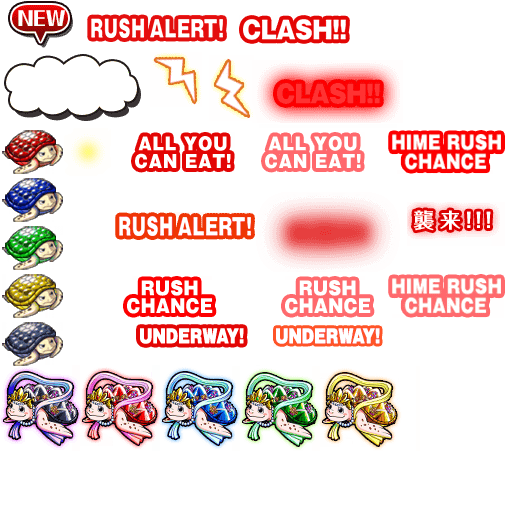 NEW
RUSH ALERT!
CLASH!!
CLASH!!
ALL YOU
CAN EAT!
ALL YOU
CAN EAT!
HIME RUSH
CHANCE
RUSH ALERT!
襲来!!!
RUSH
CHANCE
RUSH
CHANCE
HIME RUSH
CHANCE
UNDERWAY!
UNDERWAY!